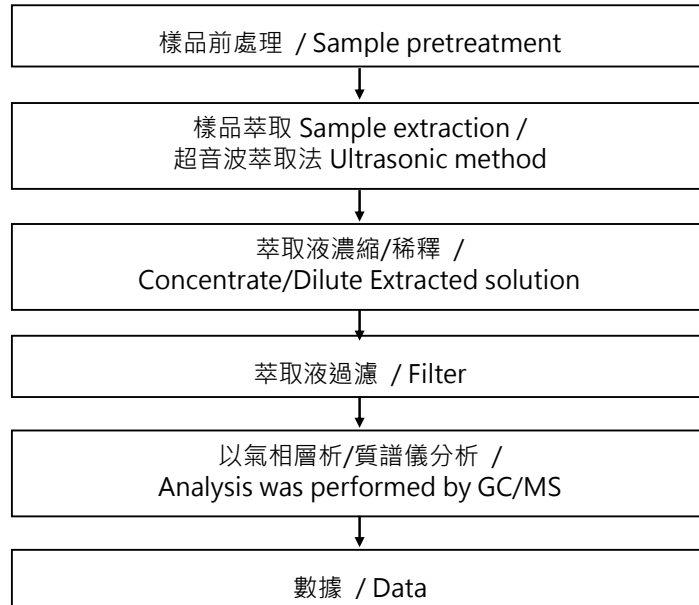 樣品前處理 / Sample pretreatment
樣品萃取 Sample extraction /
超音波萃取法 Ultrasonic method
萃取液濃縮/稀釋 /
Concentrate/Dilute Extracted solution
萃取液過濾 / Filter
以氣相層析/質譜儀分析 /
Analysis was performed by GC/MS
數據 / Data